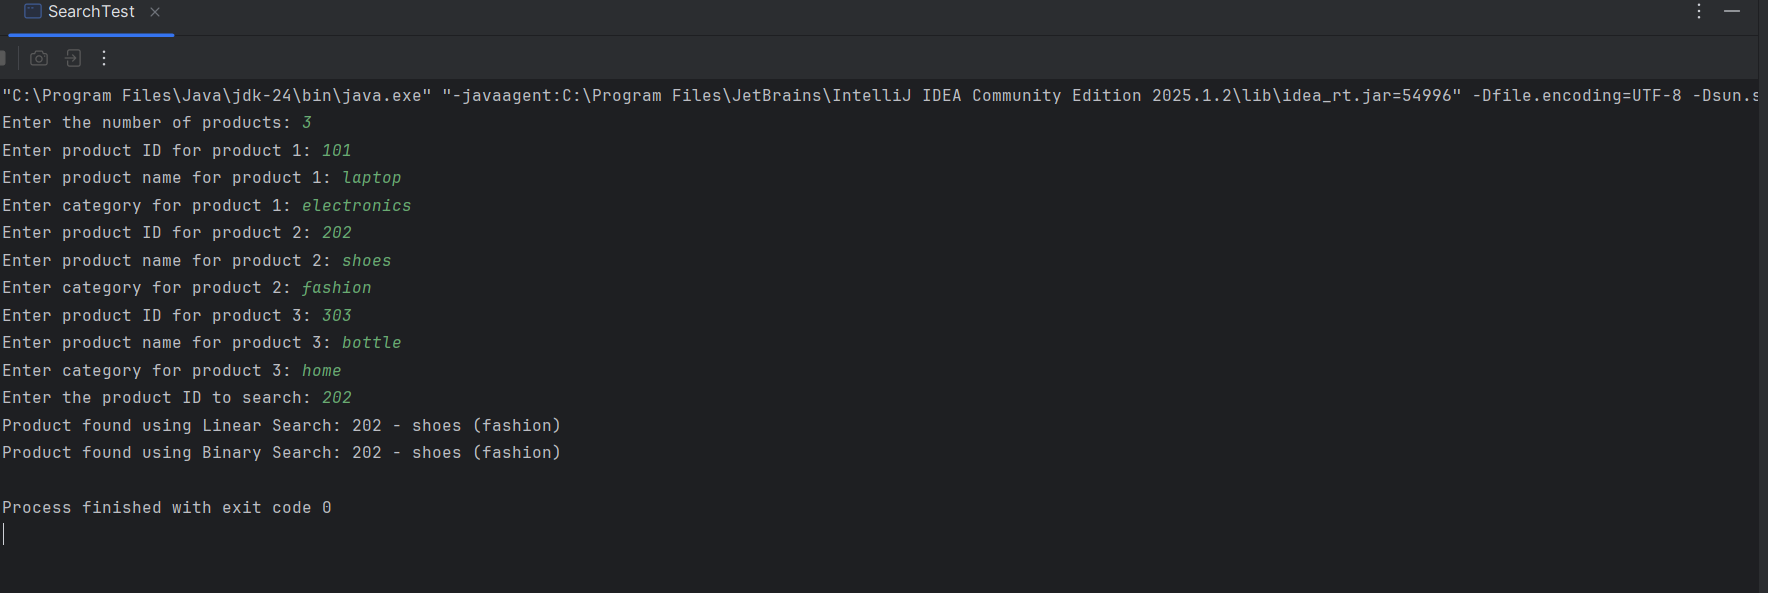 SearchTest
"C:\Program Files\Java\jdk-24\bin\java.exe" "-javaagent:C:\Program Files\JetBrains\IntelliJ IDEA Community Edition 2025.1.2\lib\idea_rt.jar=54996" -Dfile.encoding=UTF-8 -Dsun.s
Enter the number of products: 3
Enter product ID for product 1: 101
Enter product name for product 1: laptop
Enter category for product 1: electronics
Enter product ID for product 2: 202
Enter product name for product 2: shoes
Enter category for product 2: fashion
Enter product ID for product 3: 303
Enter product name for product 3: bottle
Enter category for product 3: home
Enter the product ID to search: 202
Product found using Linear Search: 202 - shoes (fashion)
Product found using Binary Search: 202 - shoes (fashion)
Process finished with exit code 0